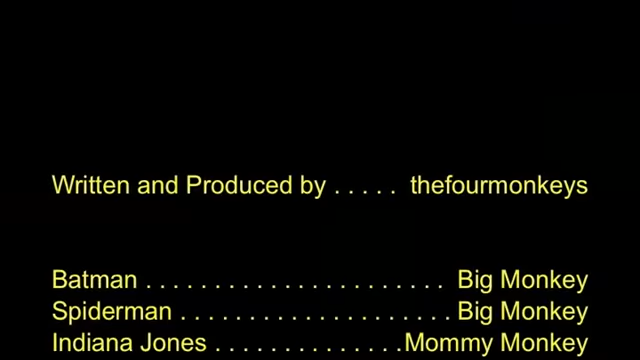 Written and Produced by . . . . . thefourmonkeys
Batman . . . . . . . . . . . . . . . . . . . . . . Big Monkey
Spiderman . . . . . . . . . . . . . . . . . . . . Big Monkey
Indiana Jones . . . . . . . . . . . . . .Mommy Monkey